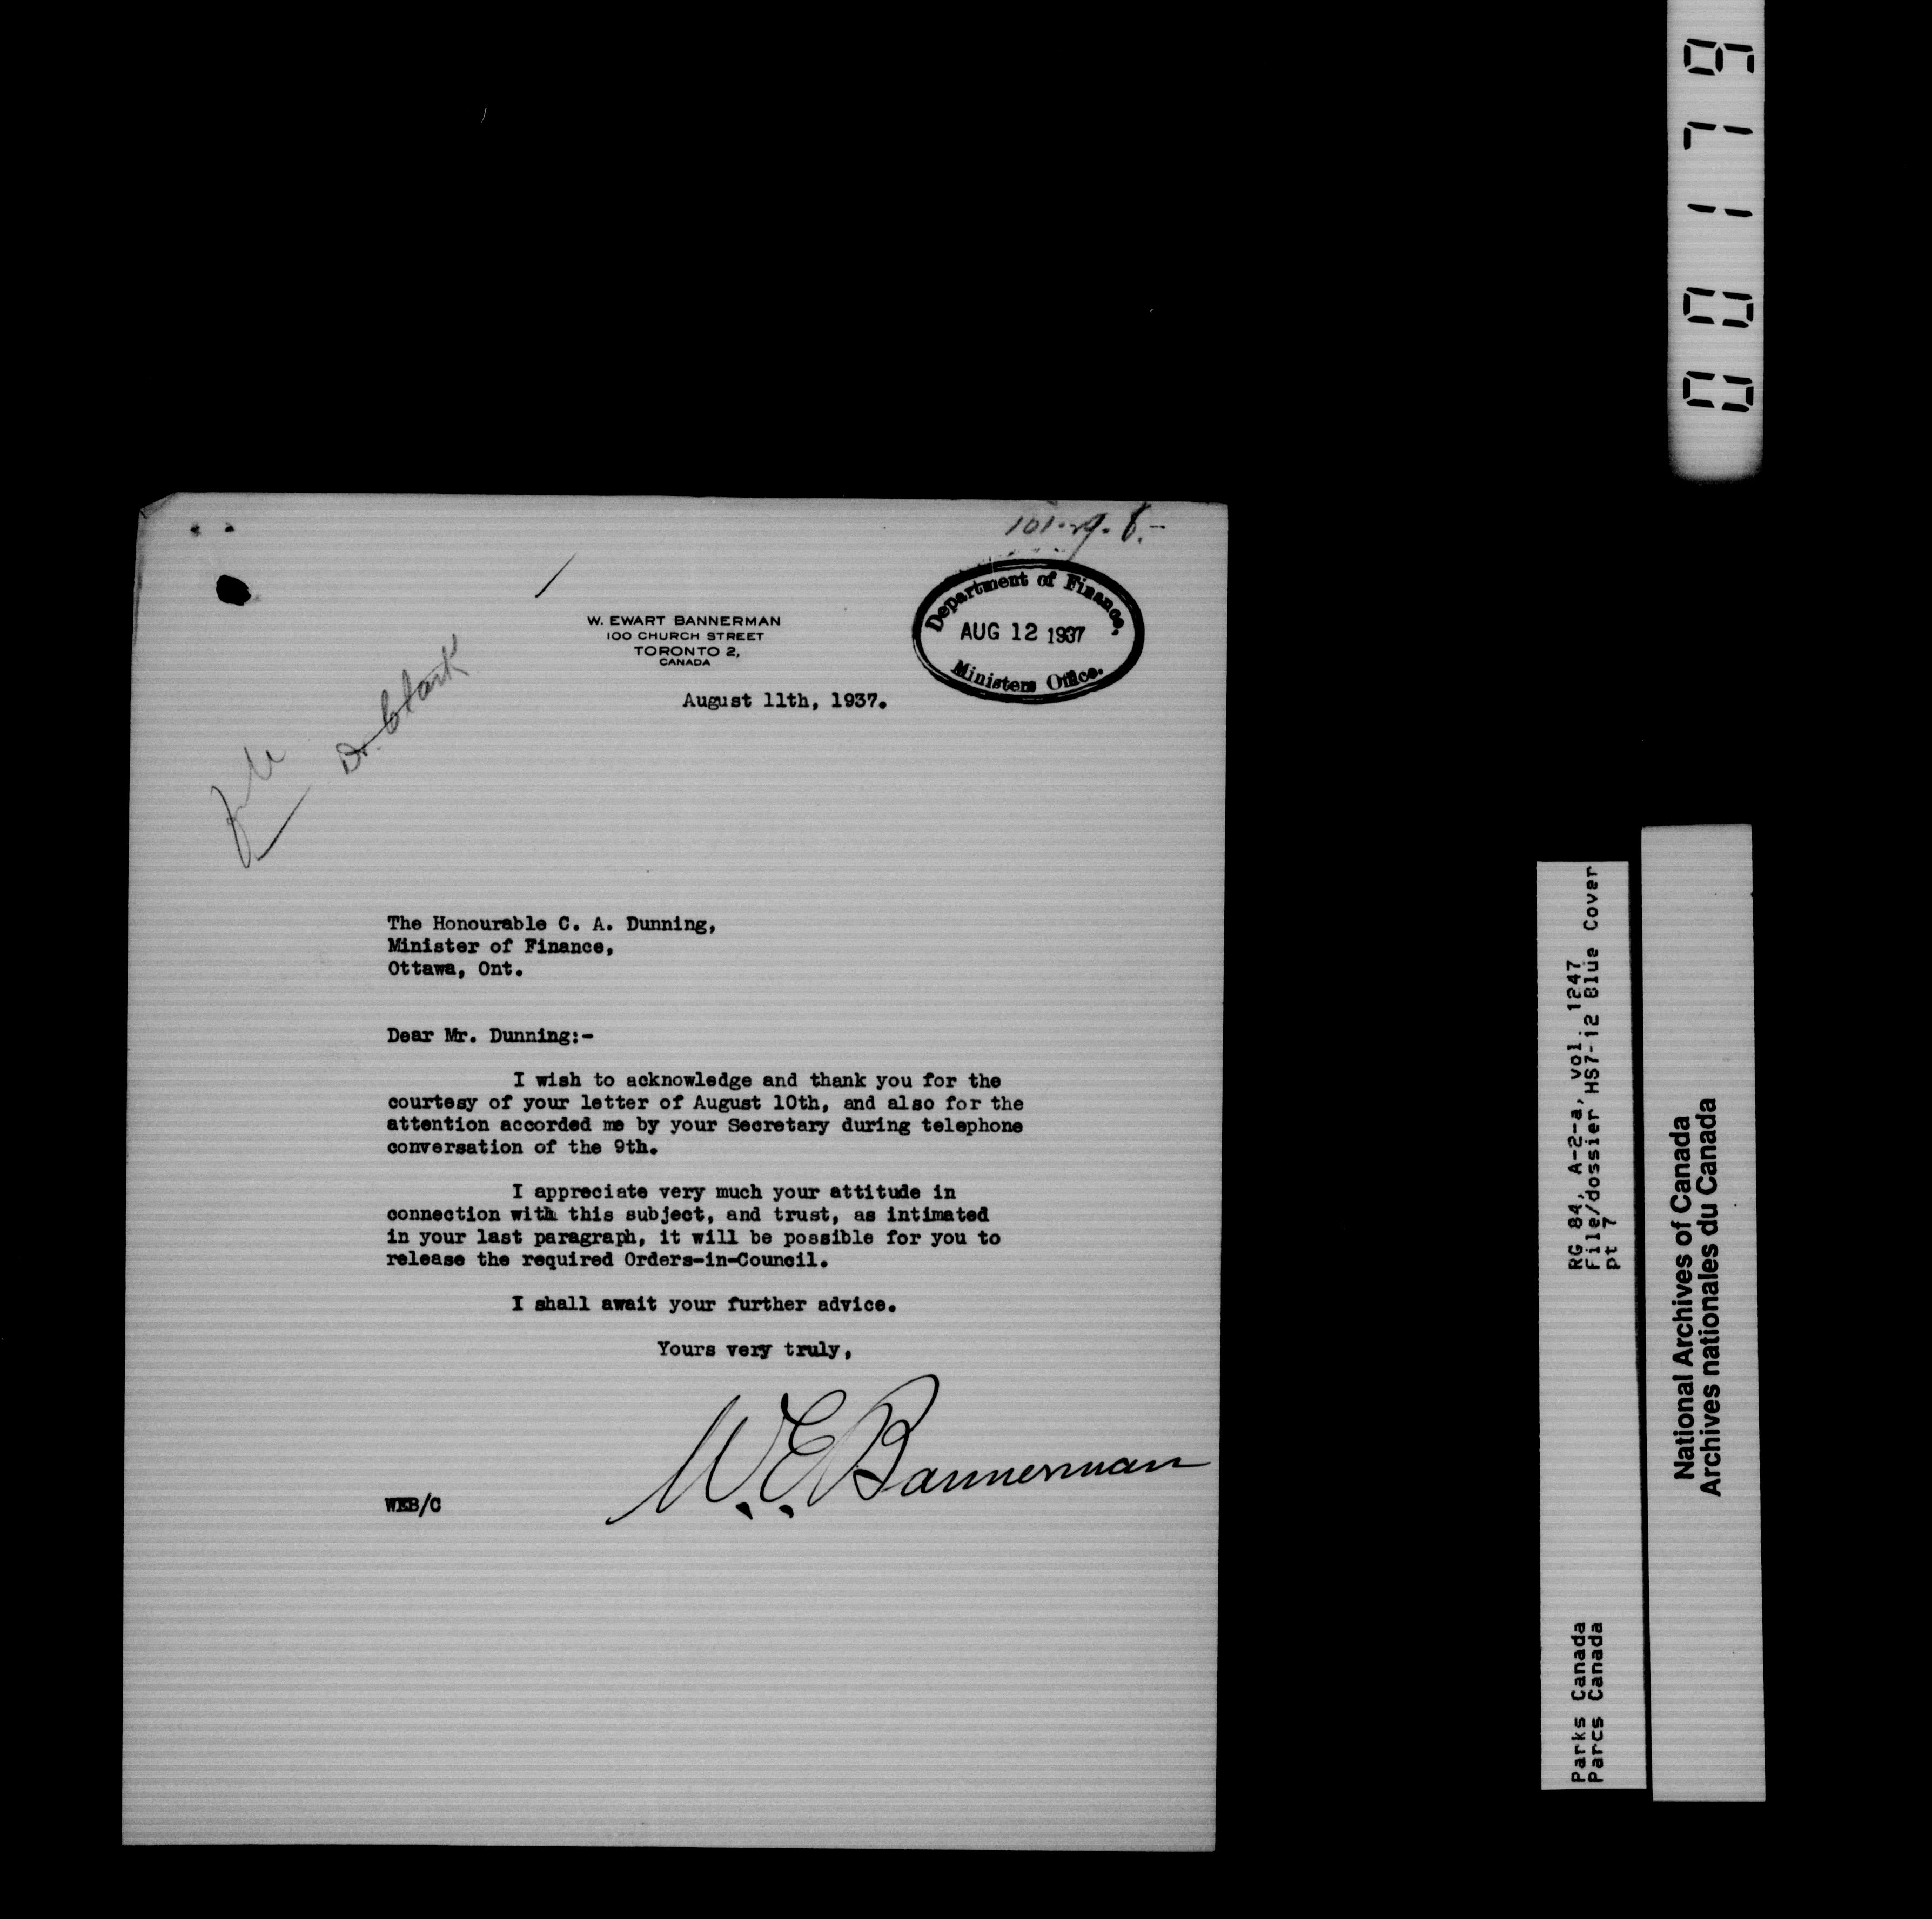 101-29-8.-
W. EWART BANNERMAN
100 CHURCH STREET
TORONTO 2,
CANADA
Department of Finance,
AUG 12 1937
Ministers Office.
August 11th, 1937.
Dr. Clark
file
The Honourable C. A. Dunning,
Minister of Finance,
Ottawa, Ont.
Dear Mr. Dunning:-
I wish to acknowledge and thank you for the
courtesy of your letter of August 10th, and also for the
attention accorded me by your Secretary during telephone
conversation of the 9th.
I appreciate very much your attitude in
connection with this subject, and trust, as intimated
in your last paragraph, it will be possible for you to
release the required Orders-in-Council.
I shall await your further advice.
Yours very truly,
W. E. Bannerman
WEB/C
RG 84, A-2-a, vol. 1247
File/dossier HS7-12 Blue Cover
pt 7
Parks Canada
Parcs Canada
National Archives of Canada
Archives nationales du Canada